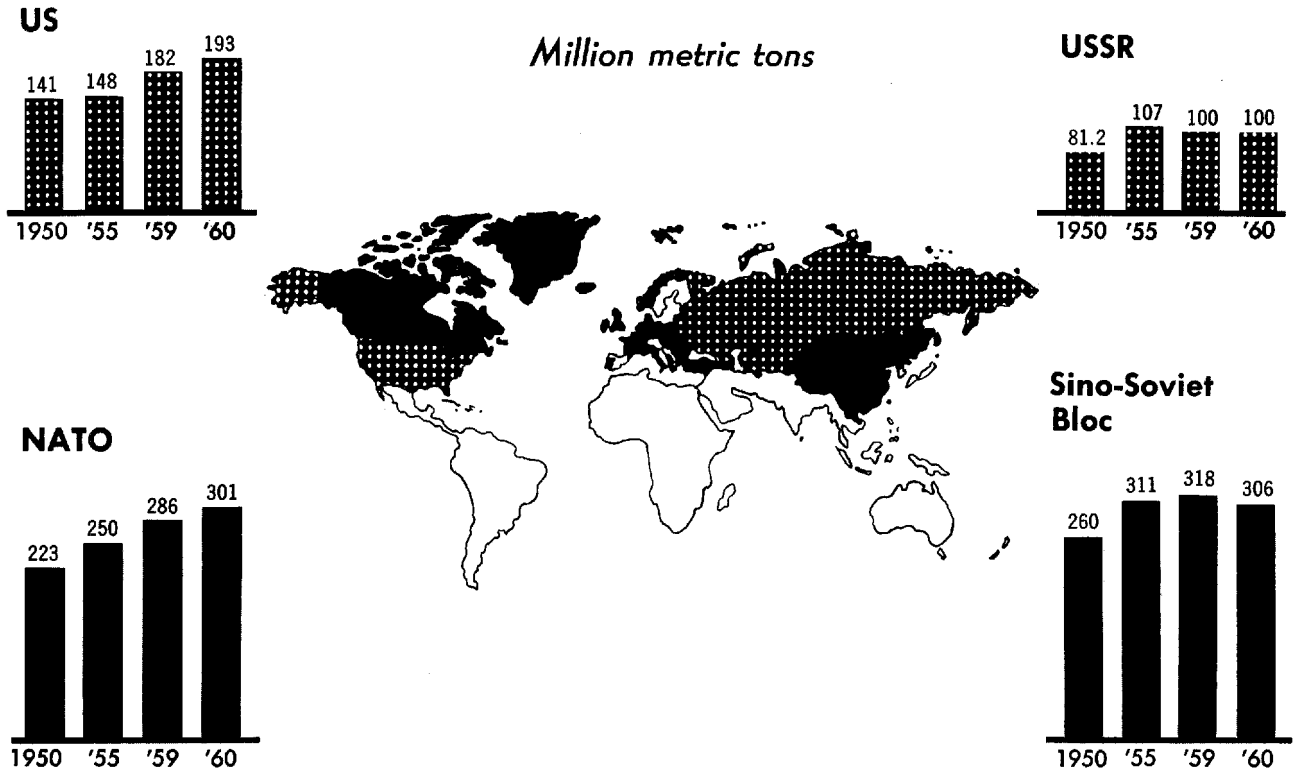 US
141 148 182 193
1950 '55 '59 '60
Million metric tons
USSR
81.2 107 100 100
1950 '55 '59 '60
NATO
223 250 286 301
1950 '55 '59 '60
Sino-Soviet
Bloc
260 311 318 306
1950 '55 '59 '60